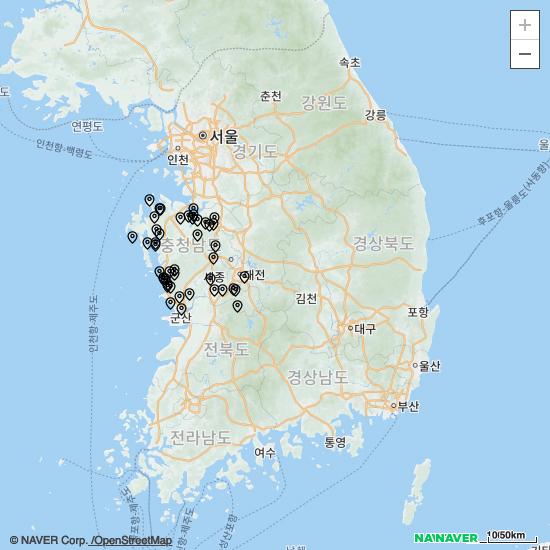 +
−
속초
춘천
강원도
강릉
도
연평도
서울
울
인천항-백령도
인천
경기도
후포항-울릉도(사동항)
충청남도
경상북도
세종
대전
김천
포항
인천항-제주도
군산
대구
전북도
울산
경상남도
부산
전라남도
통영
여수
© NAVER Corp. /OpenStreetMap
NAVER
10/50km